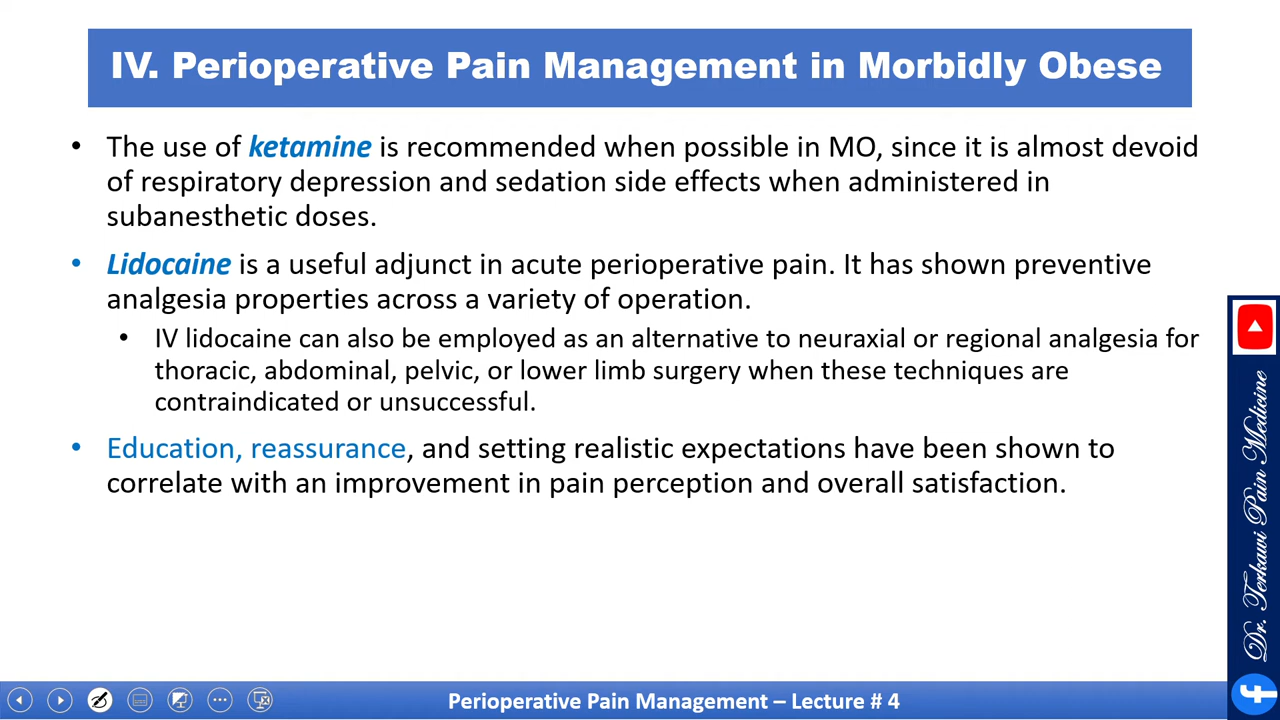 IV. Perioperative Pain Management in Morbidly Obese
• The use of ketamine is recommended when possible in MO, since it is almost devoid
of respiratory depression and sedation side effects when administered in
subanesthetic doses.
• Lidocaine is a useful adjunct in acute perioperative pain. It has shown preventive
analgesia properties across a variety of operation.
• IV lidocaine can also be employed as an alternative to neuraxial or regional analgesia for
thoracic, abdominal, pelvic, or lower limb surgery when these techniques are
contraindicated or unsuccessful.
• Education, reassurance, and setting realistic expectations have been shown to
correlate with an improvement in pain perception and overall satisfaction.
Dr. Terkawi Pain Medicine
Perioperative Pain Management – Lecture # 4